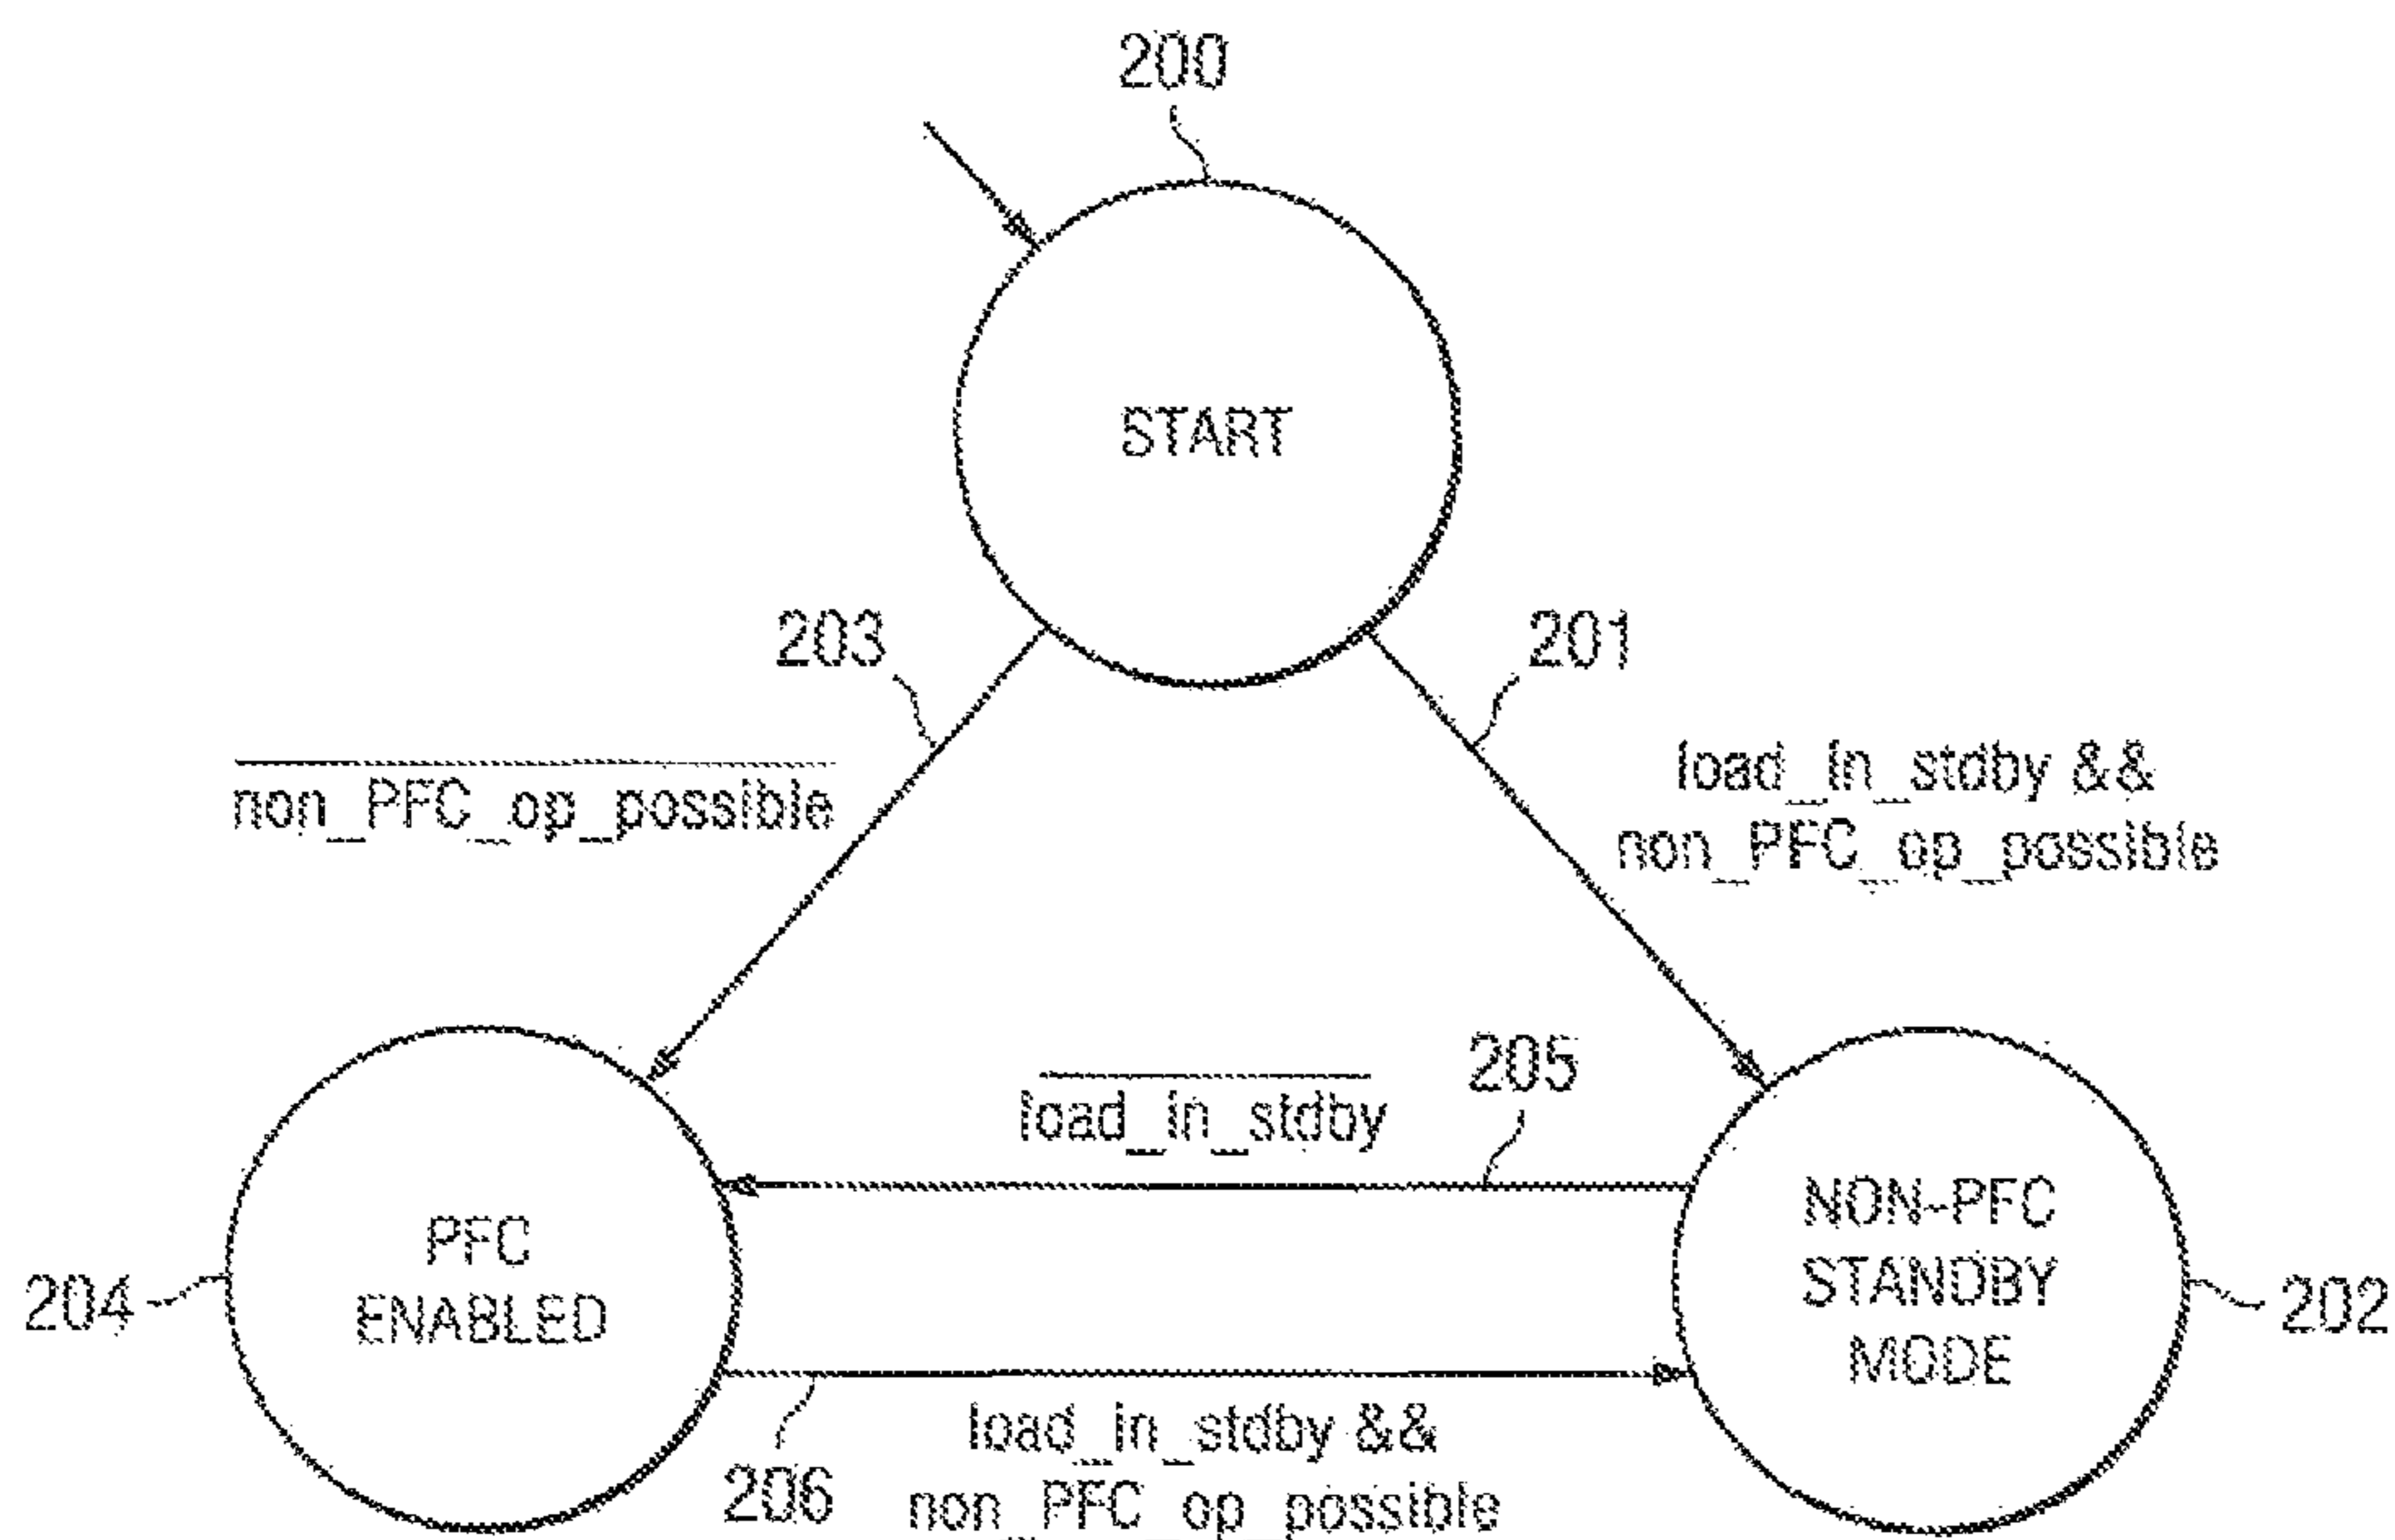 200
START
203
201
load_in_stdby &&
non_PFC_op_possible
non_PFC_op_possible
205
load_in_stdby
PFC
ENABLED
NON-PFC
STANDBY
MODE
204
202
206
load_in_stdby &&
non_PFC_op_possible